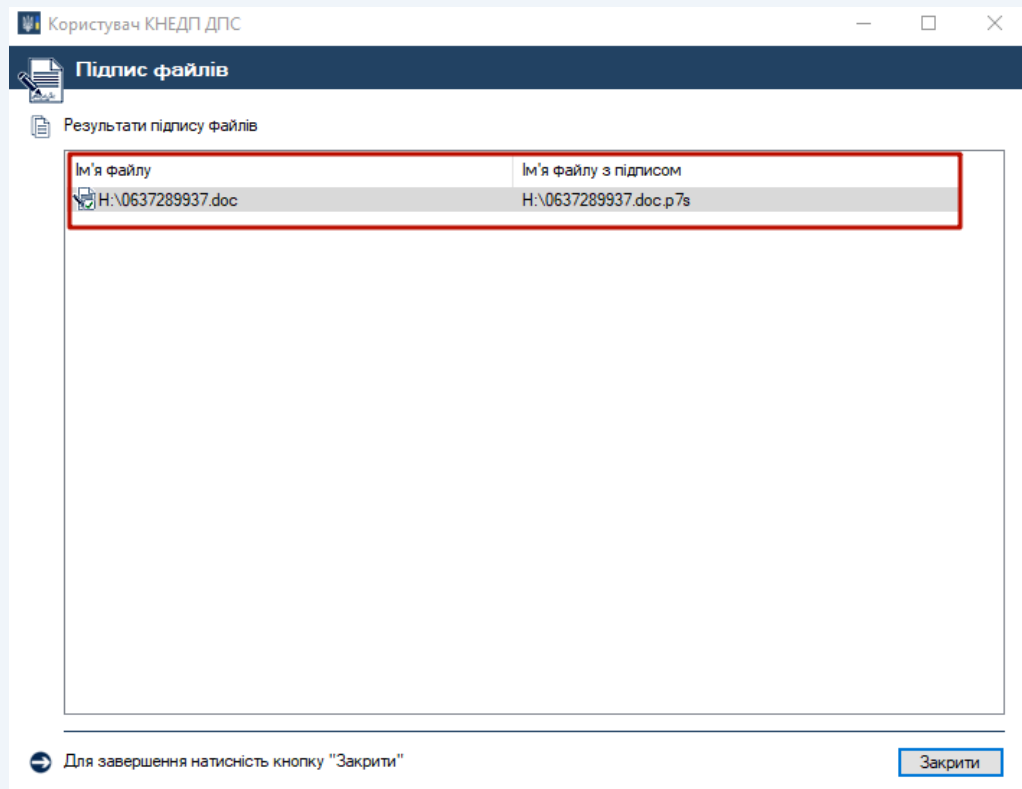 Користувач КНЕДП ДПС
Підпис файлів
Результати підпису файлів
Ім'я файлу Ім'я файлу з підписом
H:\0637289937.doc H:\0637289937.doc.p7s
Для завершення натисність кнопку "Закрити" Закрити